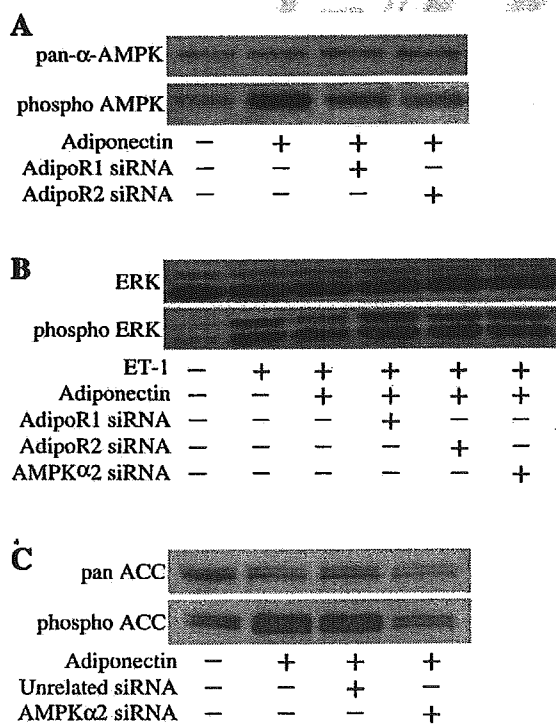 A
pan-α-AMPK
phospho AMPK
Adiponectin − + + +
AdipoR1 siRNA − − + −
AdipoR2 siRNA − − − +
B
ERK
phospho ERK
ET-1 − + + + + +
Adiponectin − − + + + +
AdipoR1 siRNA − − − + − −
AdipoR2 siRNA − − − − + −
AMPKα2 siRNA − − − − − +
C
pan ACC
phospho ACC
Adiponectin − + + +
Unrelated siRNA − − + −
AMPKα2 siRNA − − − +